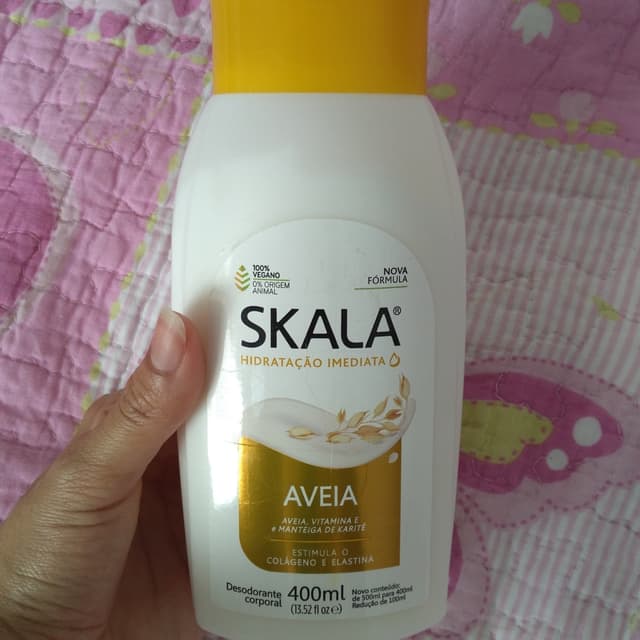 100%
VEGANO
0% ORIGEM
ANIMAL
NOVA
FÓRMULA
SKALA®
HIDRATAÇÃO IMEDIATA
AVEIA
AVEIA, VITAMINA E
e MANTEIGA DE KARITÉ
ESTIMULA O
COLÁGENO E ELASTINA
Desodorante
corporal
400ml
(13.52 fl oz e)
Novo conteúdo:
de 500ml para 400ml
Redução de 100ml